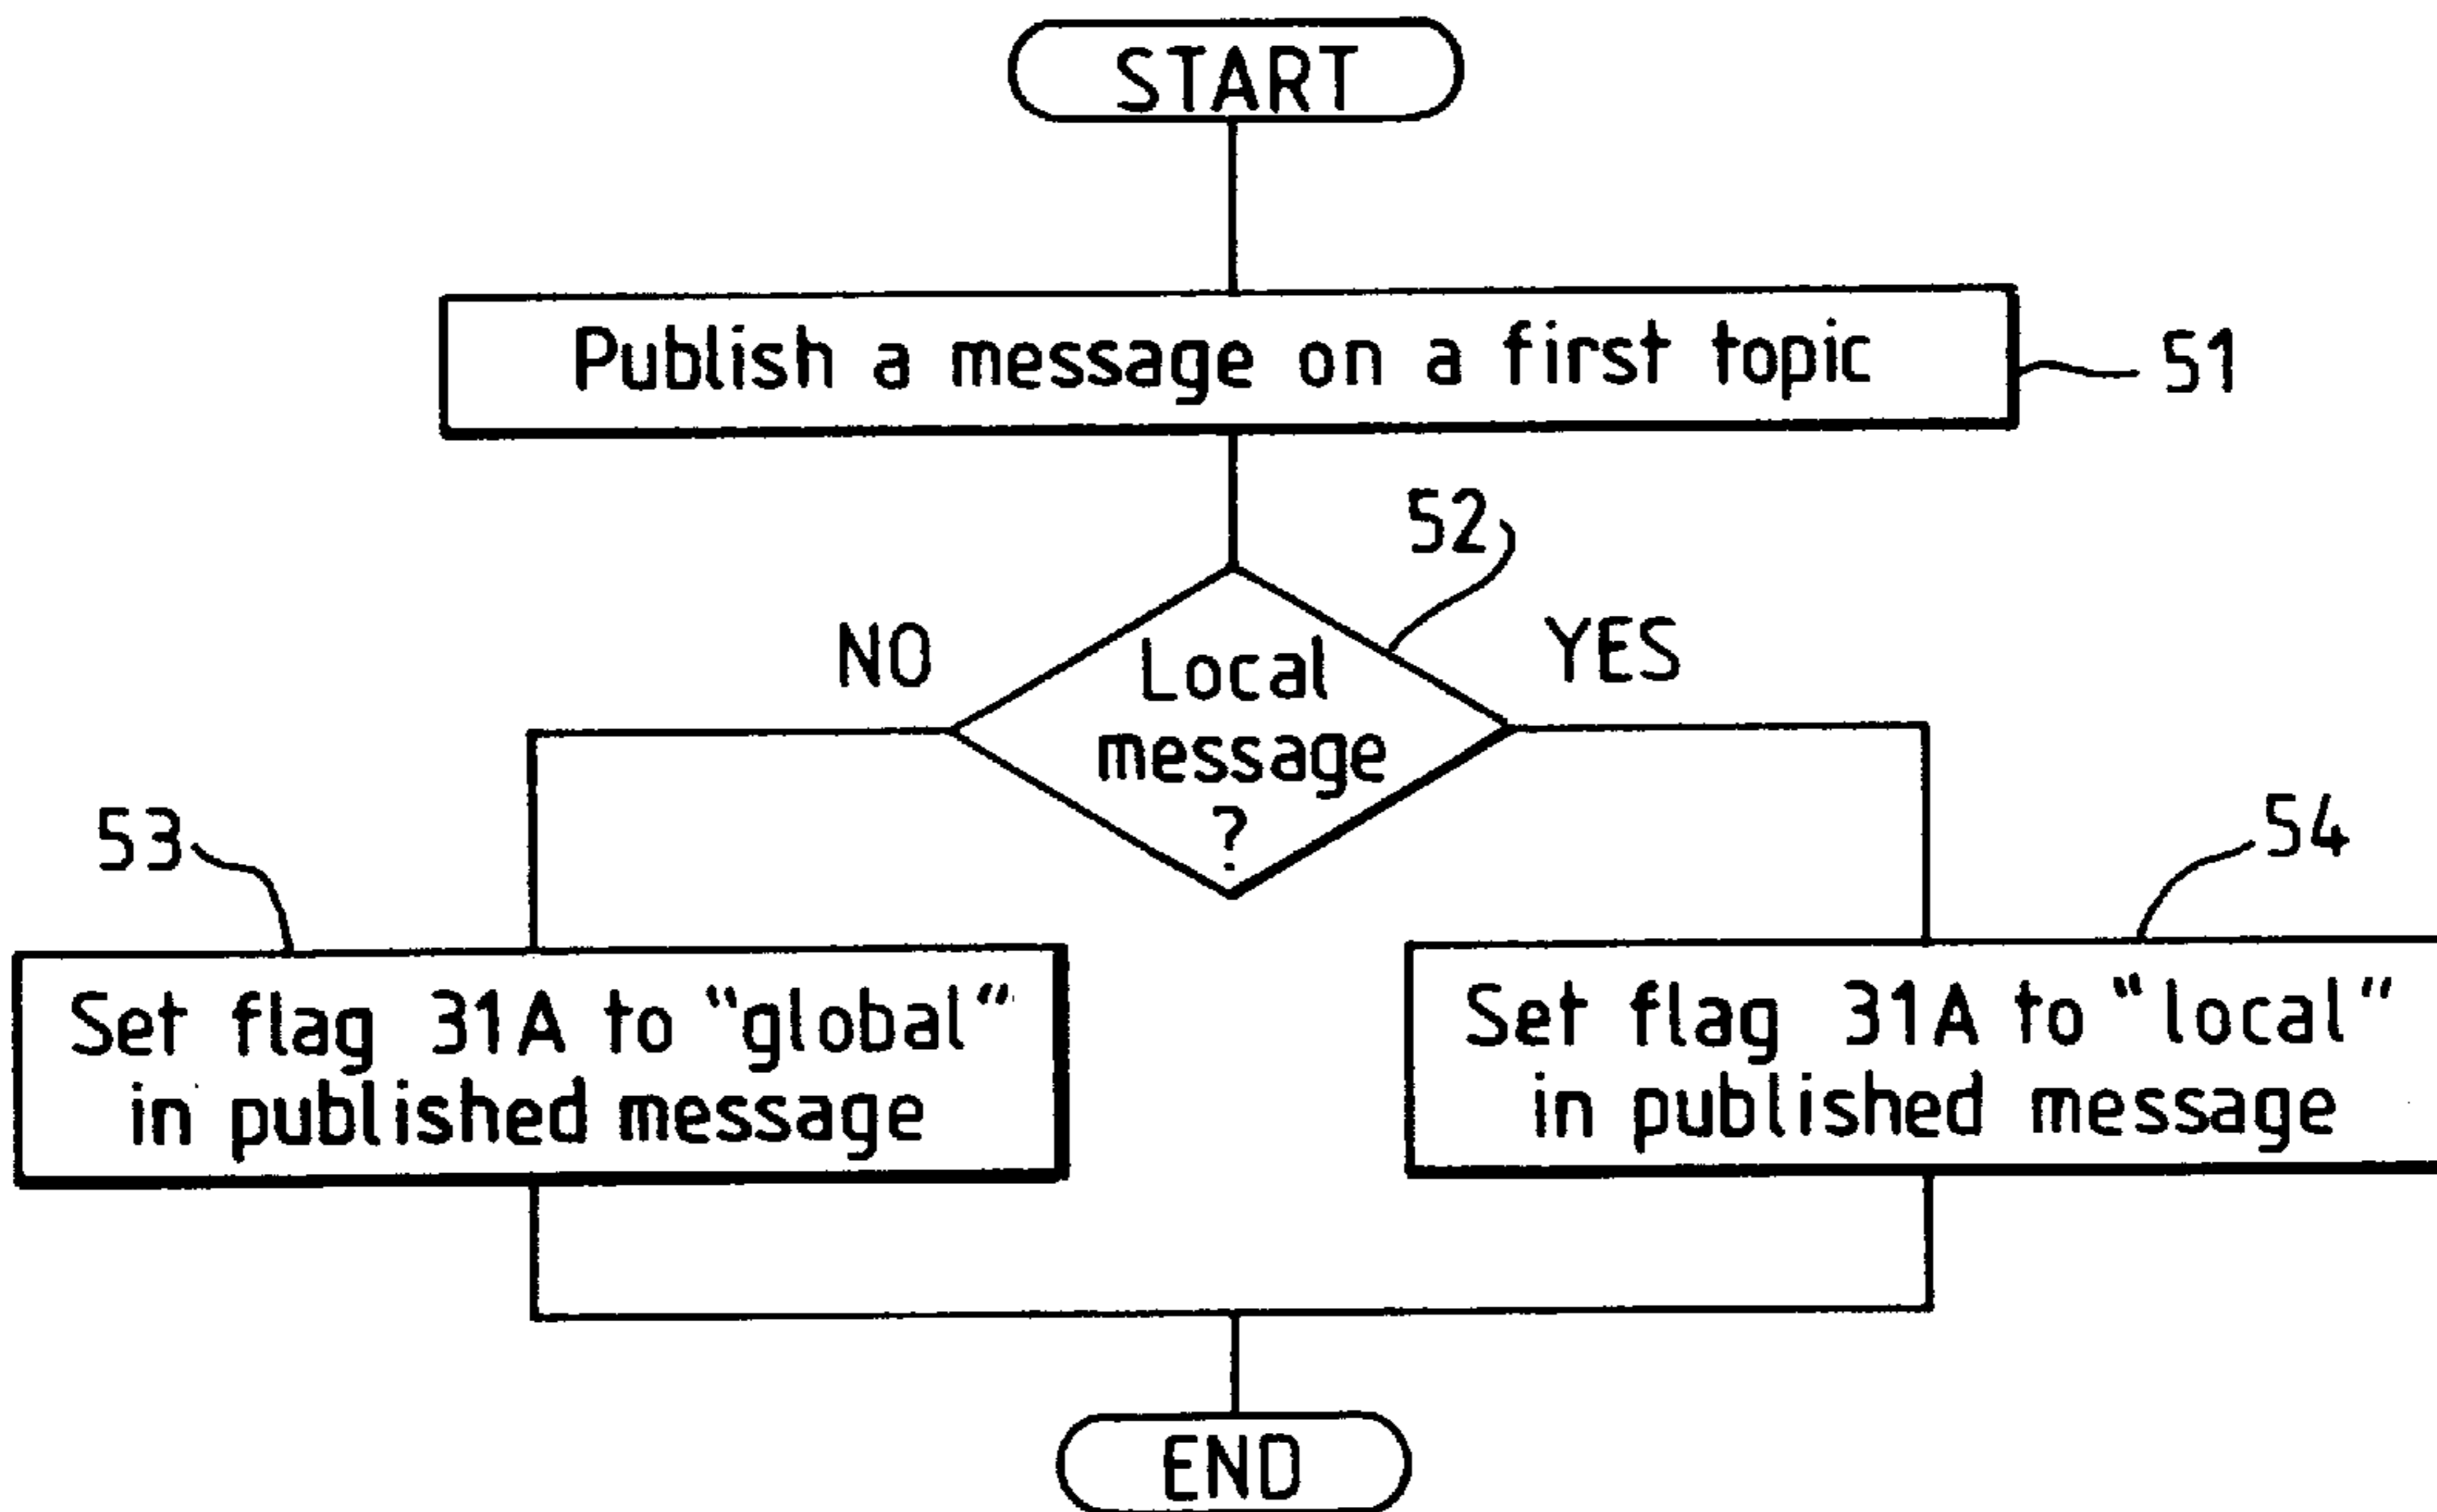 START
Publish a message on a first topic
51
52
NO
YES
Local
message
?
53
54
Set flag 31A to "global"
in published message
Set flag 31A to "local"
in published message
END